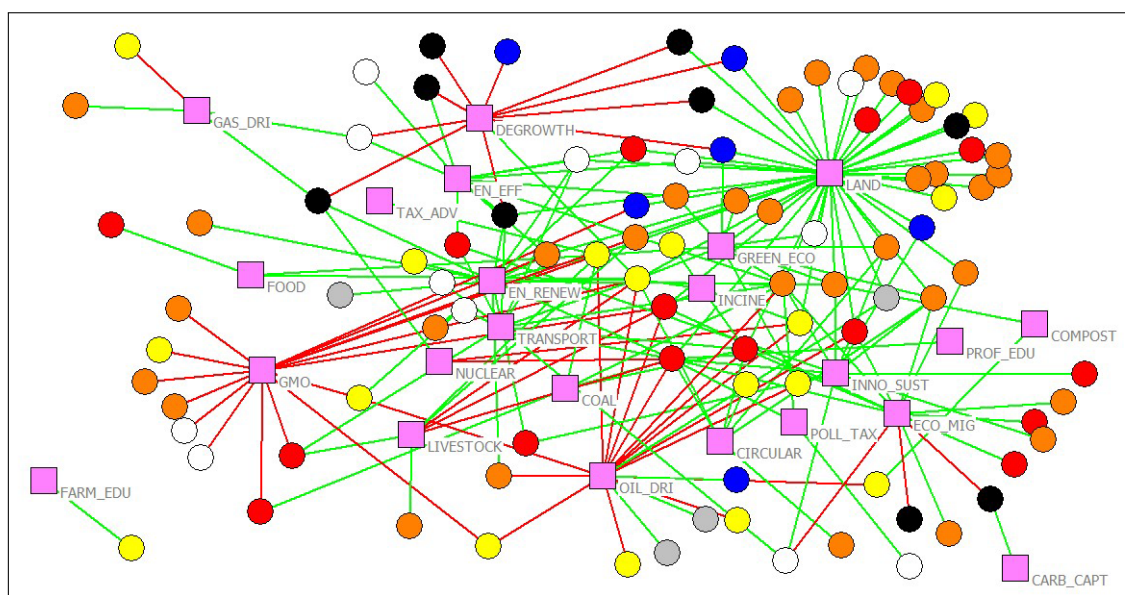 GAS_DRI
DEGROWTH
LAND
EN_EFF
TAX_ADV
GREEN_ECO
FOOD
EN_RENEW
INCINE
COMPOST
TRANSPORT
PROF_EDU
NUCLEAR
GMO
INNO_SUST
COAL
ECO_MIG
POLL_TAX
LIVESTOCK
CIRCULAR
FARM_EDU
OIL_DRI
CARB_CAPT